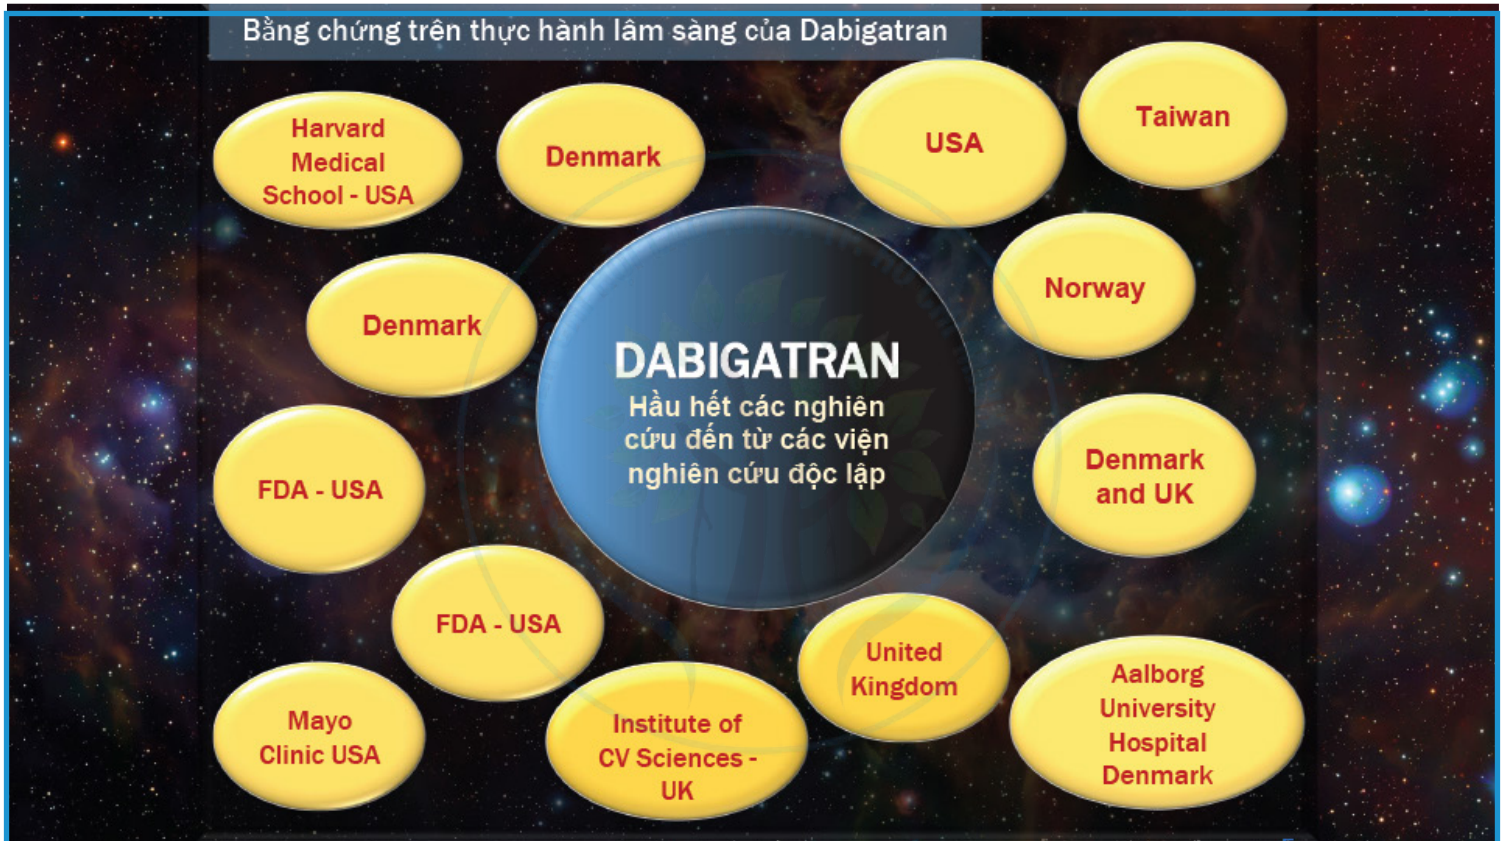 Bằng chứng trên thực hành lâm sàng của Dabigatran
Harvard
Medical
School - USA
Denmark
USA
Taiwan
Denmark
Norway
DABIGATRAN
Hầu hết các nghiên
cứu đến từ các viện
nghiên cứu độc lập
FDA - USA
Denmark
and UK
FDA - USA
United
Kingdom
Mayo
Clinic USA
Institute of
CV Sciences -
UK
Aalborg
University
Hospital
Denmark